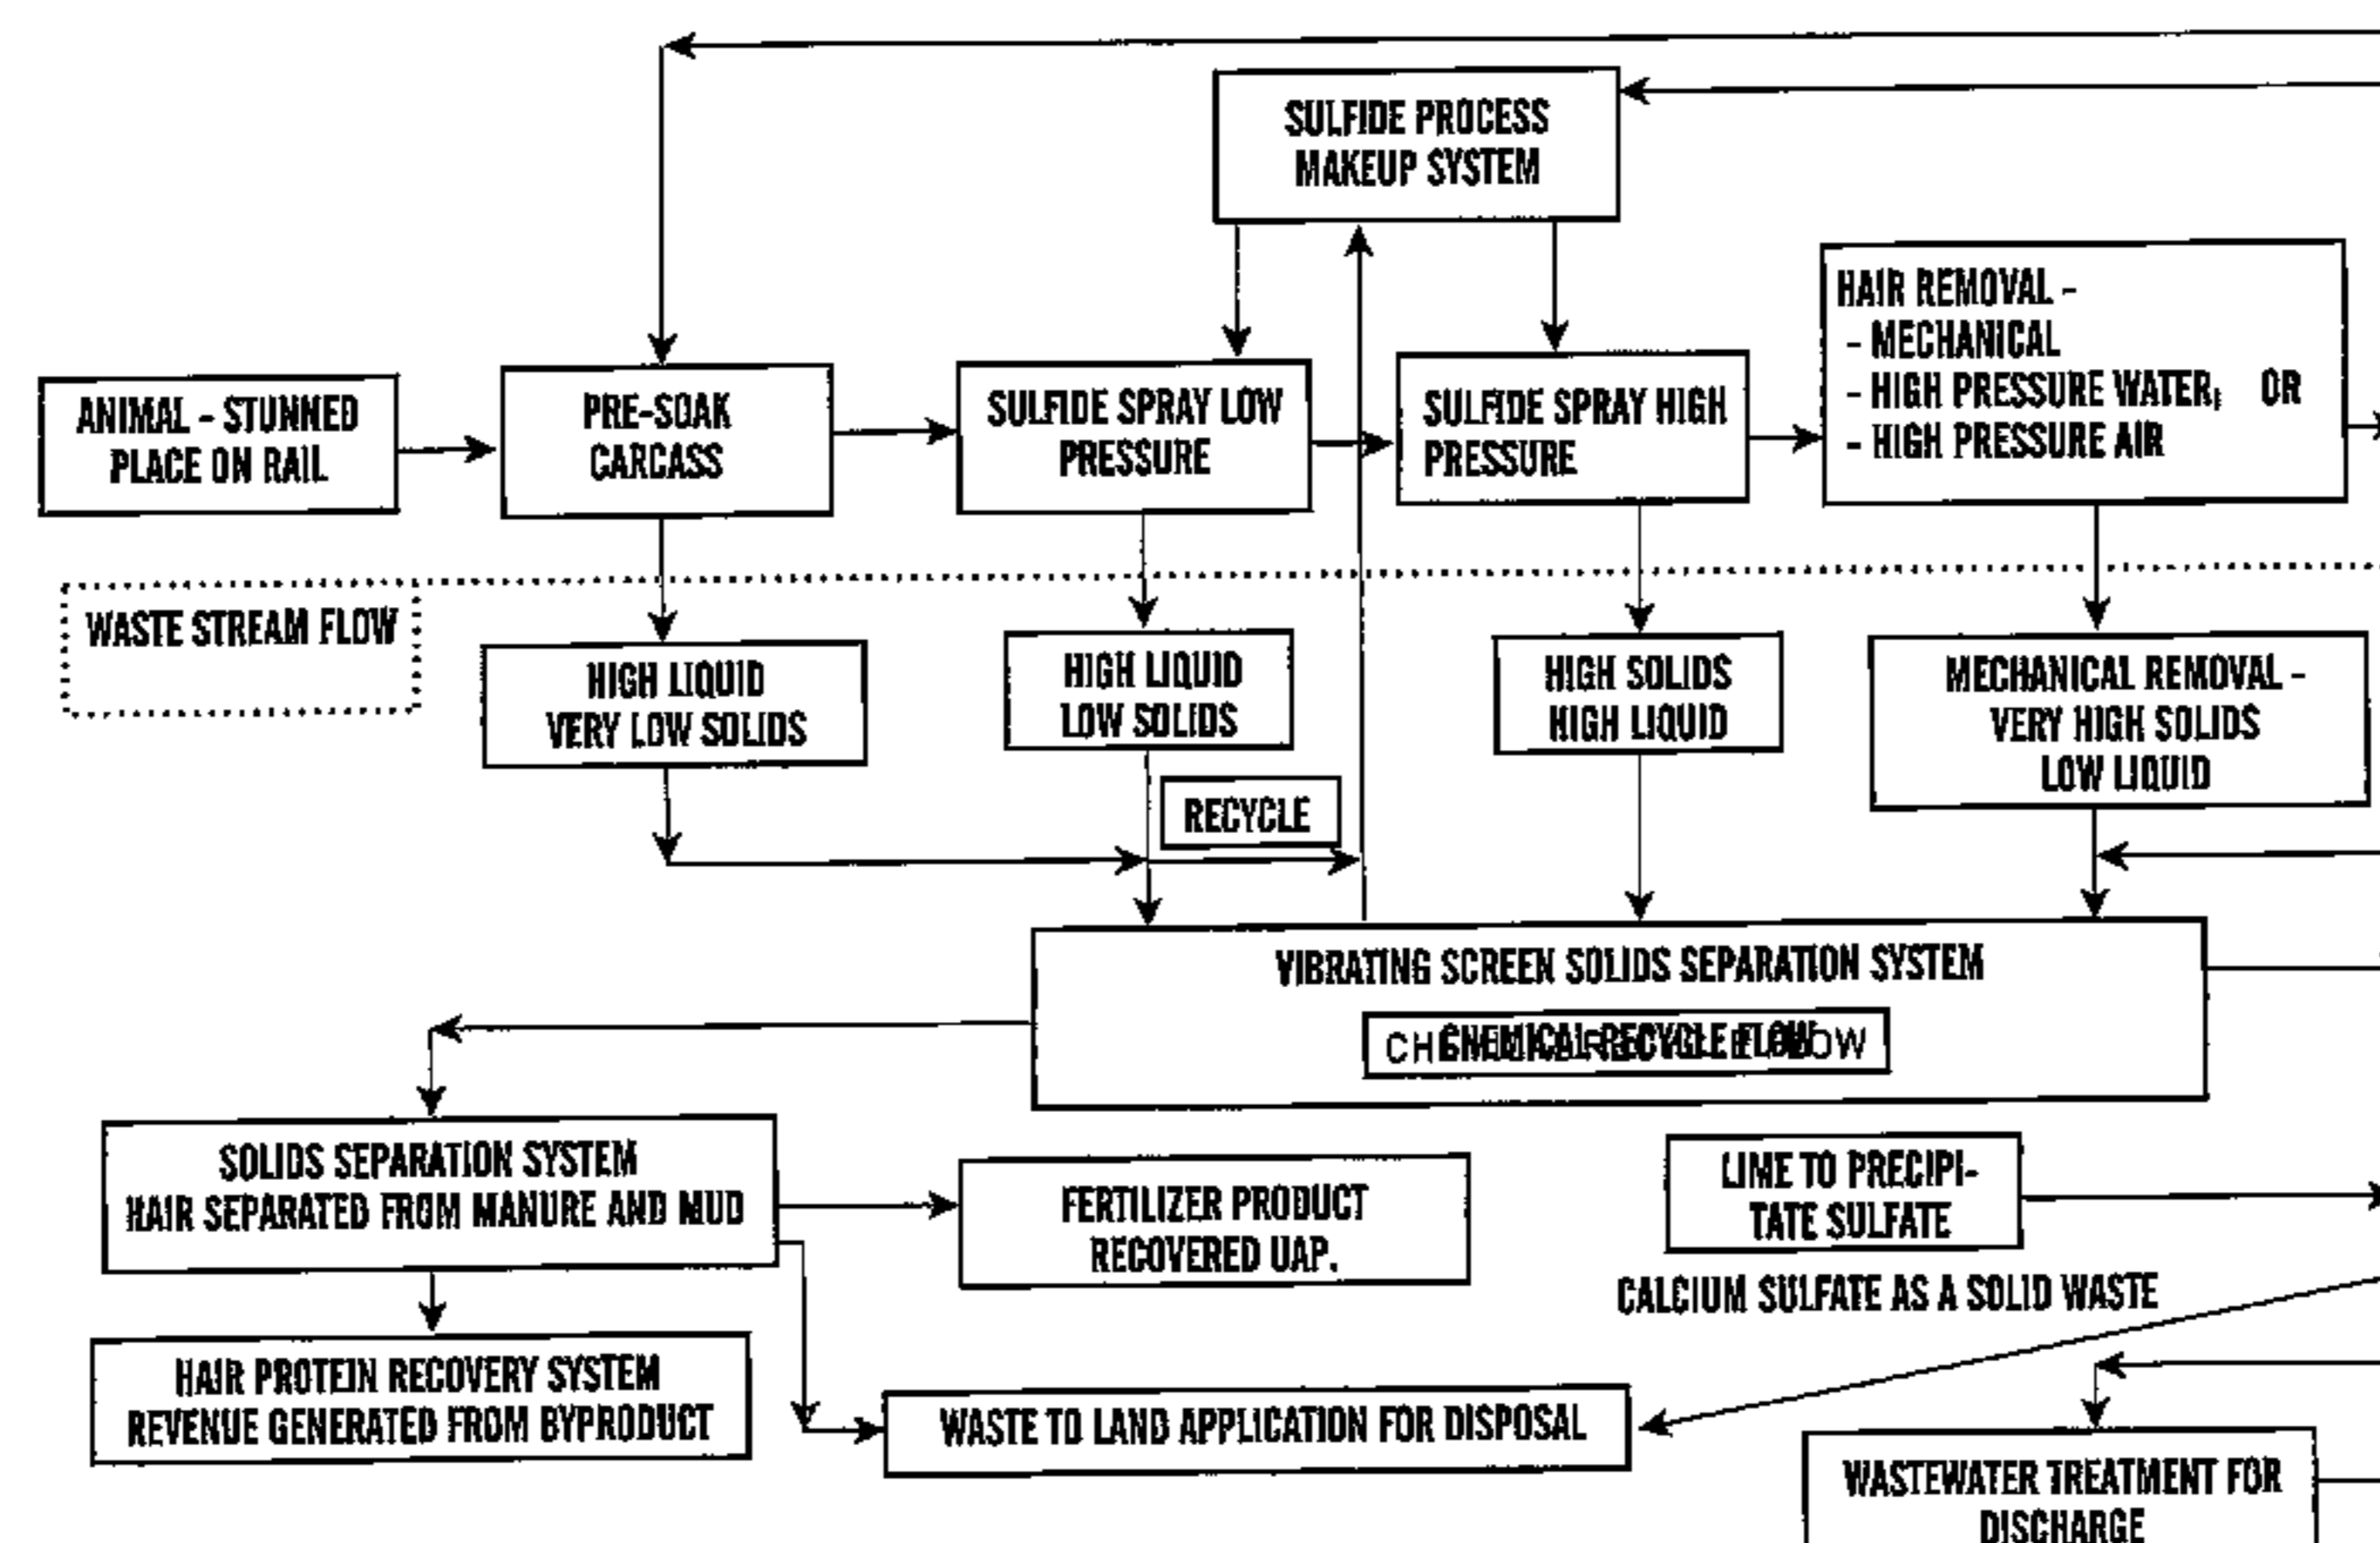 SULFIDE PROCESS
MAKEUP SYSTEM
HAIR REMOVAL -
- MECHANICAL
- HIGH PRESSURE WATER, OR
- HIGH PRESSURE AIR
ANIMAL - STUNNED
PLACE ON RAIL
PRE-SOAK
CARCASS
SULFIDE SPRAY LOW
PRESSURE
SULFIDE SPRAY HIGH
PRESSURE
WASTE STREAM FLOW
HIGH LIQUID
VERY LOW SOLIDS
HIGH LIQUID
LOW SOLIDS
HIGH SOLIDS
HIGH LIQUID
MECHANICAL REMOVAL -
VERY HIGH SOLIDS
LOW LIQUID
RECYCLE
VIBRATING SCREEN SOLIDS SEPARATION SYSTEM
CHEMICAL RECYCLE FLOW
SOLIDS SEPARATION SYSTEM
HAIR SEPARATED FROM MANURE AND MUD
FERTILIZER PRODUCT
RECOVERED UAP.
LIME TO PRECIPI-
TATE SULFATE
CALCIUM SULFATE AS A SOLID WASTE
HAIR PROTEIN RECOVERY SYSTEM
REVENUE GENERATED FROM BYPRODUCT
WASTE TO LAND APPLICATION FOR DISPOSAL
WASTEWATER TREATMENT FOR
DISCHARGE